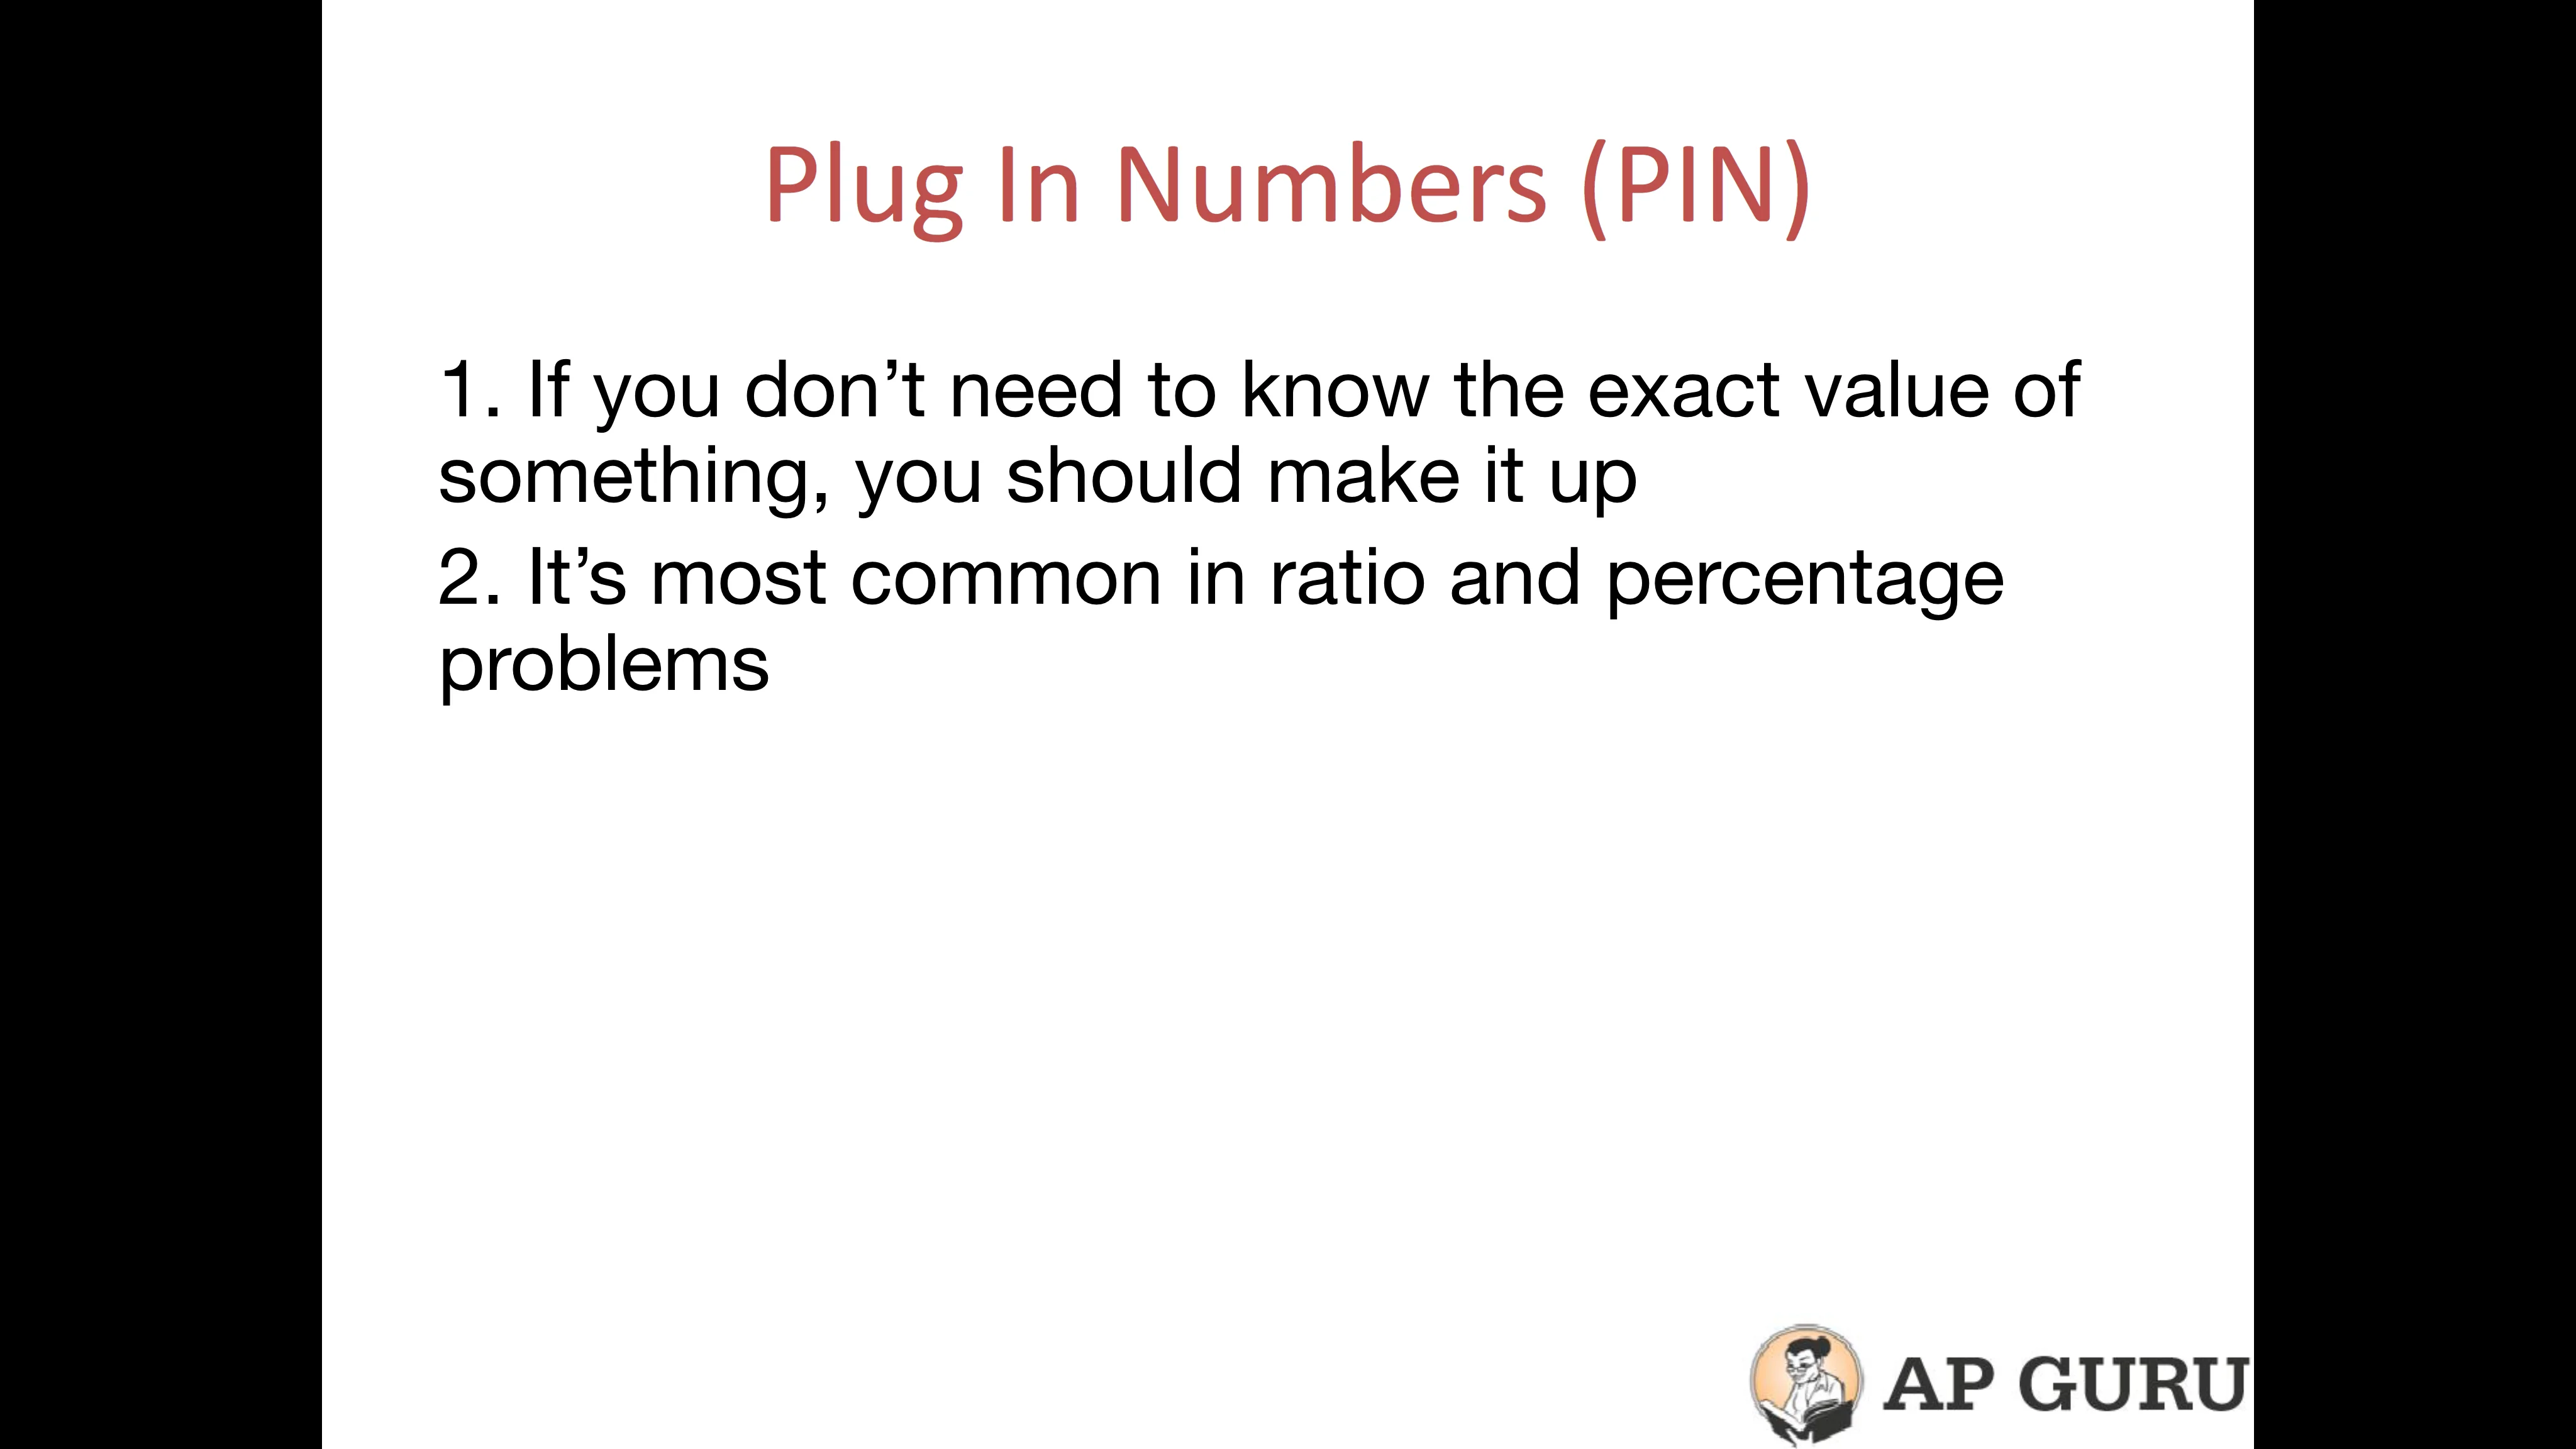 Plug In Numbers (PIN)
1. If you don’t need to know the exact value of
something, you should make it up
2. It’s most common in ratio and percentage
problems
AP GURU